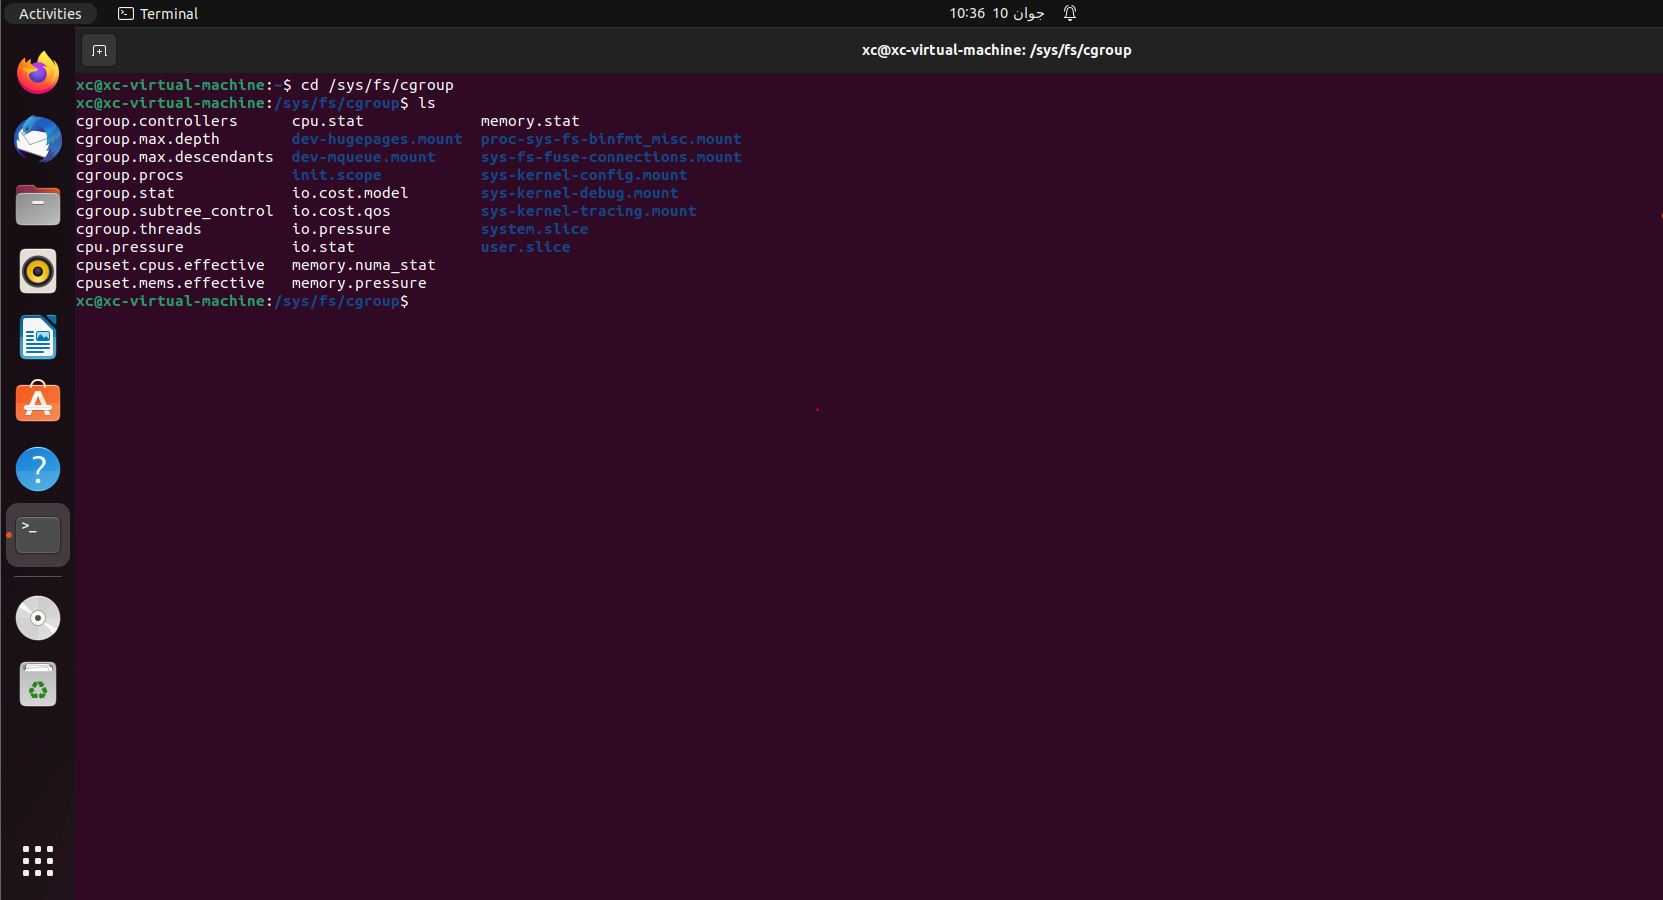 Activities
Terminal
10:36 10 جوان
xc@xc-virtual-machine: /sys/fs/cgroup
xc@xc-virtual-machine:~$ cd /sys/fs/cgroup
xc@xc-virtual-machine:/sys/fs/cgroup$ ls
cgroup.controllers cpu.stat memory.stat
cgroup.max.depth dev-hugepages.mount proc-sys-fs-binfmt_misc.mount
cgroup.max.descendants dev-mqueue.mount sys-fs-fuse-connections.mount
cgroup.procs init.scope sys-kernel-config.mount
cgroup.stat io.cost.model sys-kernel-debug.mount
cgroup.subtree_control io.cost.qos sys-kernel-tracing.mount
cgroup.threads io.pressure system.slice
cpu.pressure io.stat user.slice
cpuset.cpus.effective memory.numa_stat
cpuset.mems.effective memory.pressure
xc@xc-virtual-machine:/sys/fs/cgroup$